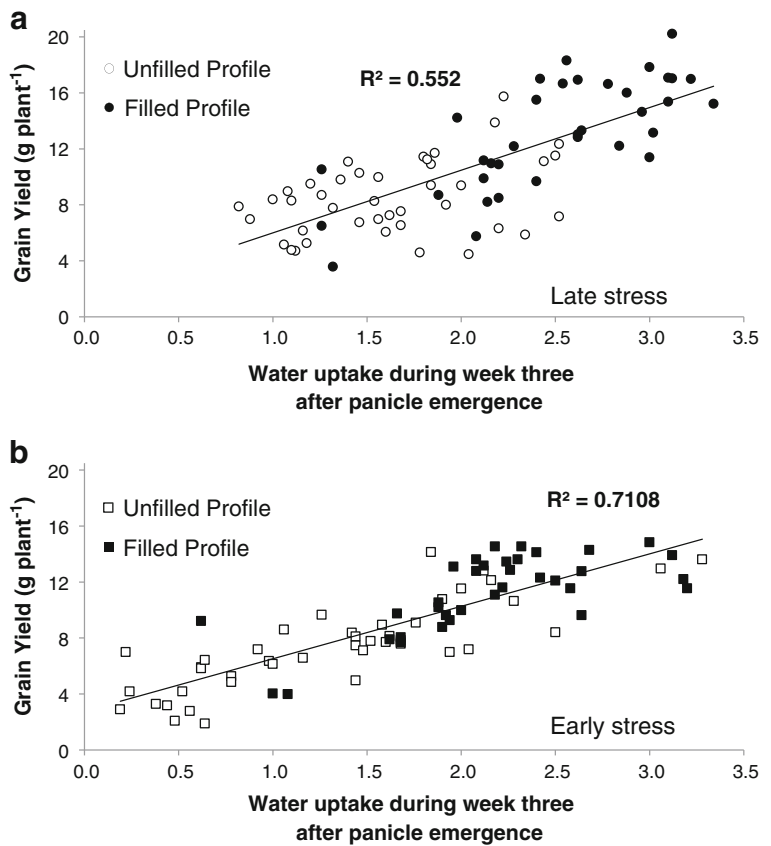 a
20
16
12
8
4
0
Grain Yield (g plant⁻¹)
Unfilled Profile
Filled Profile
R² = 0.552
Late stress
0.0 0.5 1.0 1.5 2.0 2.5 3.0 3.5
Water uptake during week three
after panicle emergence
b
20
16
12
8
4
0
Grain Yield (g plant⁻¹)
Unfilled Profile
Filled Profile
R² = 0.7108
Early stress
0.0 0.5 1.0 1.5 2.0 2.5 3.0 3.5
Water uptake during week three
after panicle emergence